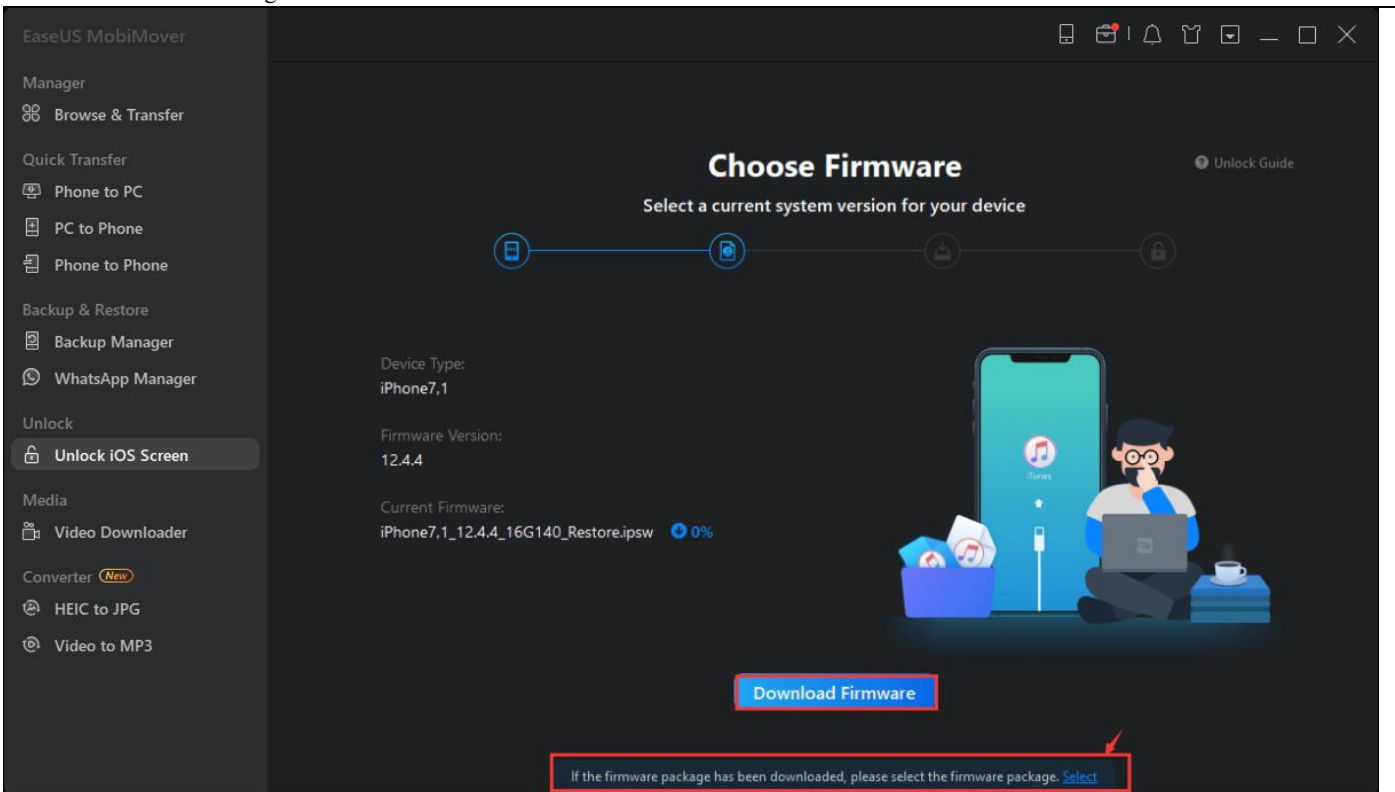 EaseUS MobiMover
Manager
Browse & Transfer
Quick Transfer
Phone to PC
PC to Phone
Phone to Phone
Backup & Restore
Backup Manager
WhatsApp Manager
Unlock
Unlock iOS Screen
Media
Video Downloader
Converter New
HEIC to JPG
Video to MP3
Choose Firmware
Unlock Guide
Select a current system version for your device
Device Type:
iPhone7,1
Firmware Version:
12.4.4
Current Firmware:
iPhone7,1_12.4.4_16G140_Restore.ipsw 0%
iTunes
Download Firmware
If the firmware package has been downloaded, please select the firmware package. Select